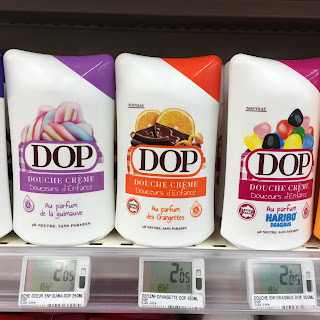 DOP
DOUCHE CRÈME
Douceurs d'Enfance
Au parfum
de la guimauve
pH NEUTRE, SANS PARABEN
NOUVEAU
DOP
DOUCHE CRÈME
Douceurs d'Enfance
Au parfum
des Orangettes
pH NEUTRE, SANS PARABEN
NOUVEAU
DOP
DOUCHE CRÈME
Douceurs d'Enfance
Au parfum
HARIBO
DRAGIBUS
pH NEUTRE, SANS PARABEN
2€05
2€05
2€05